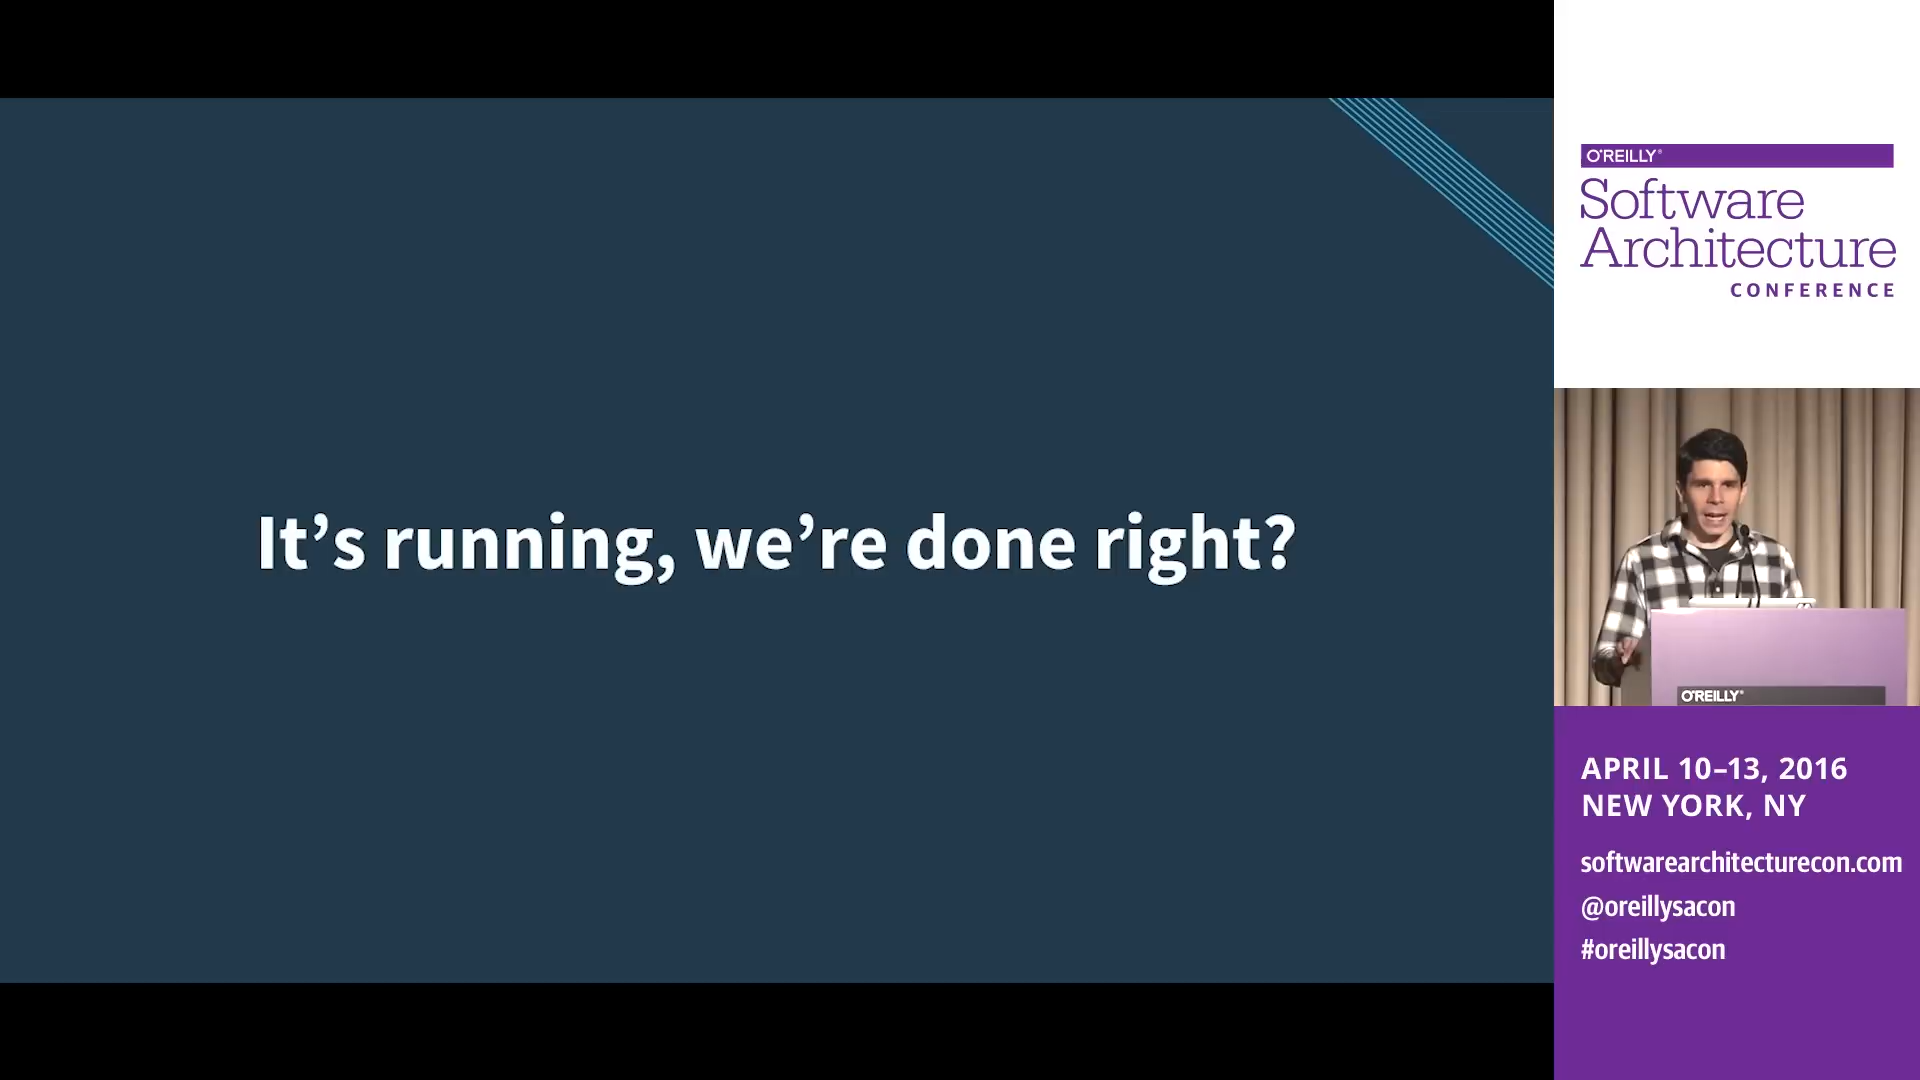 It’s running, we’re done right?
O'REILLY®
Software
Architecture
CONFERENCE
O'REILLY®
APRIL 10–13, 2016
NEW YORK, NY
softwarearchitecturecon.com
@oreillysacon
#oreillysacon